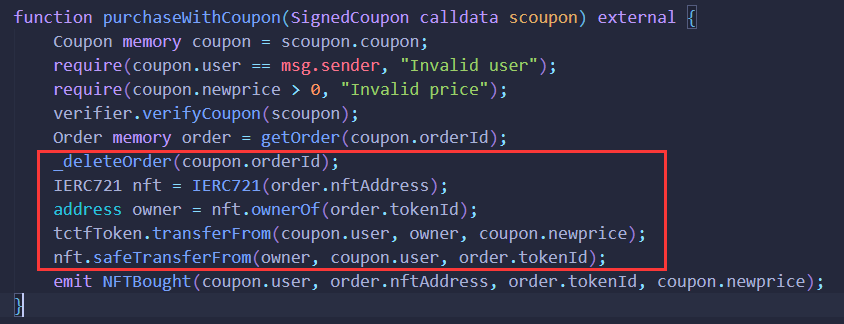 function purchaseWithCoupon(SignedCoupon calldata scoupon) external {
Coupon memory coupon = scoupon.coupon;
require(coupon.user == msg.sender, "Invalid user");
require(coupon.newprice > 0, "Invalid price");
verifier.verifyCoupon(scoupon);
Order memory order = getOrder(coupon.orderId);
_deleteOrder(coupon.orderId);
IERC721 nft = IERC721(order.nftAddress);
address owner = nft.ownerOf(order.tokenId);
tctfToken.transferFrom(coupon.user, owner, coupon.newprice);
nft.safeTransferFrom(owner, coupon.user, order.tokenId);
emit NFTBought(coupon.user, order.nftAddress, order.tokenId, coupon.newprice);
}